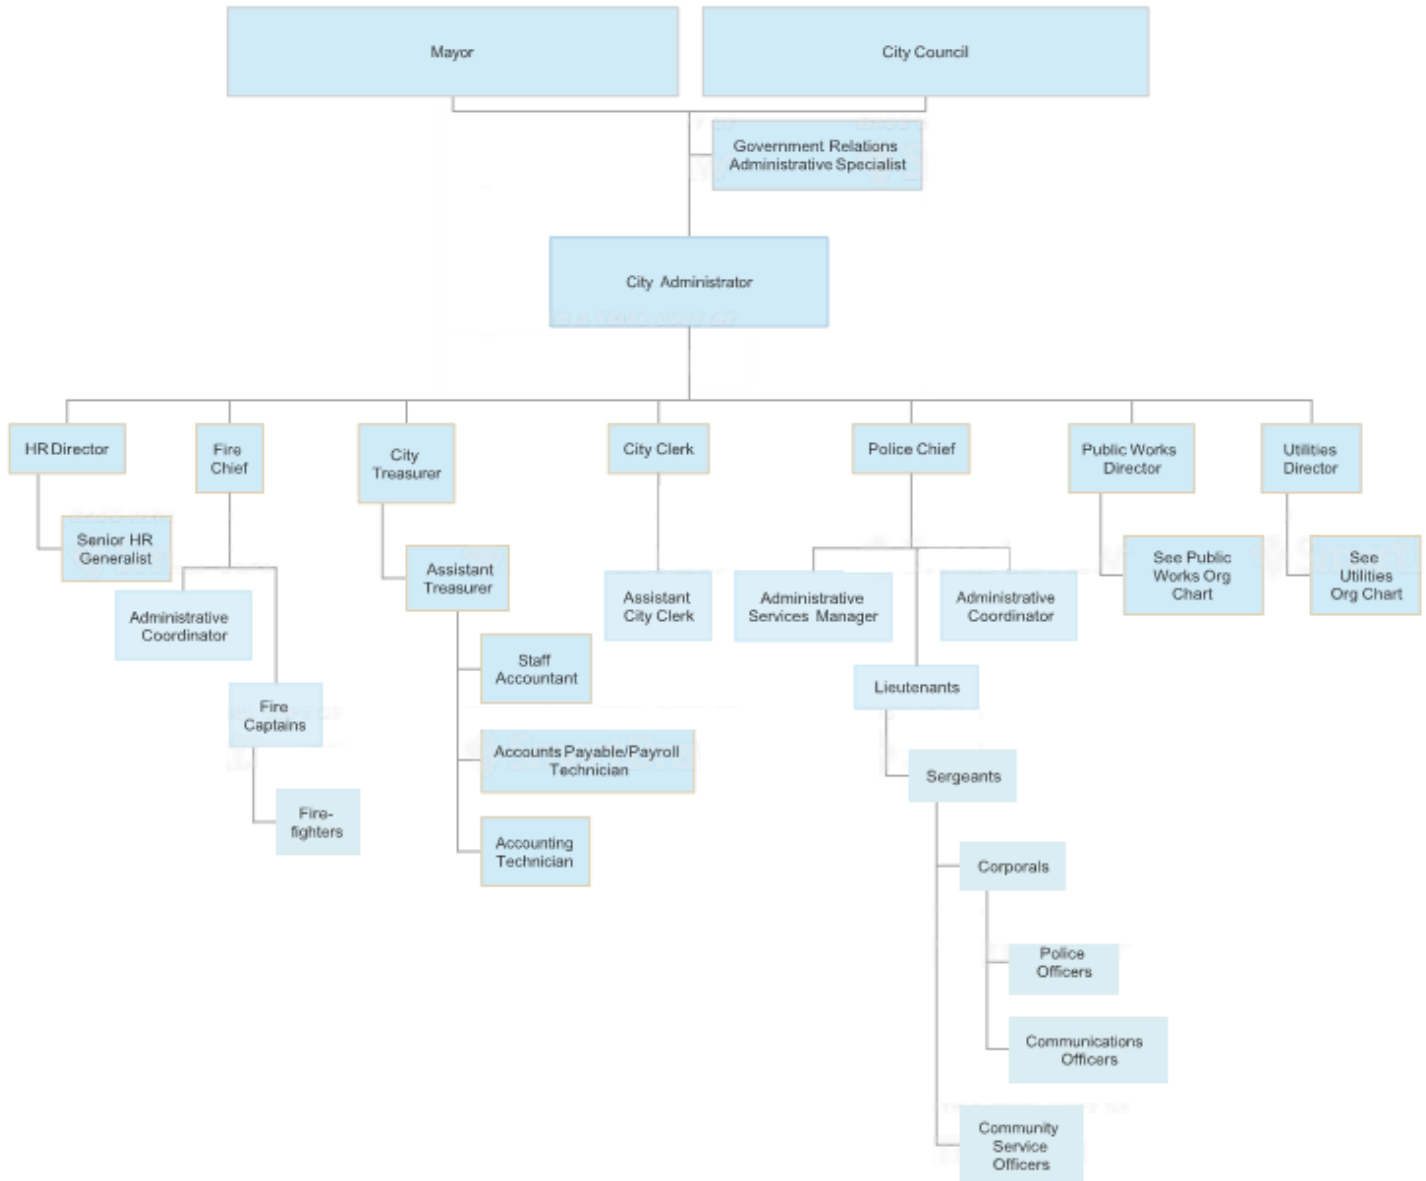 Mayor
City Council
Government Relations
Administrative Specialist
City Administrator
HR Director
Fire
Chief
City
Treasurer
City Clerk
Police Chief
Public Works
Director
Utilities
Director
Senior HR
Generalist
Administrative
Coordinator
Fire
Captains
Fire-
fighters
Assistant
Treasurer
Staff
Accountant
Accounts Payable/Payroll
Technician
Accounting
Technician
Assistant
City Clerk
Administrative
Services Manager
Administrative
Coordinator
Lieutenants
Sergeants
Corporals
Police
Officers
Communications
Officers
Community
Service
Officers
See Public
Works Org
Chart
See
Utilities
Org Chart